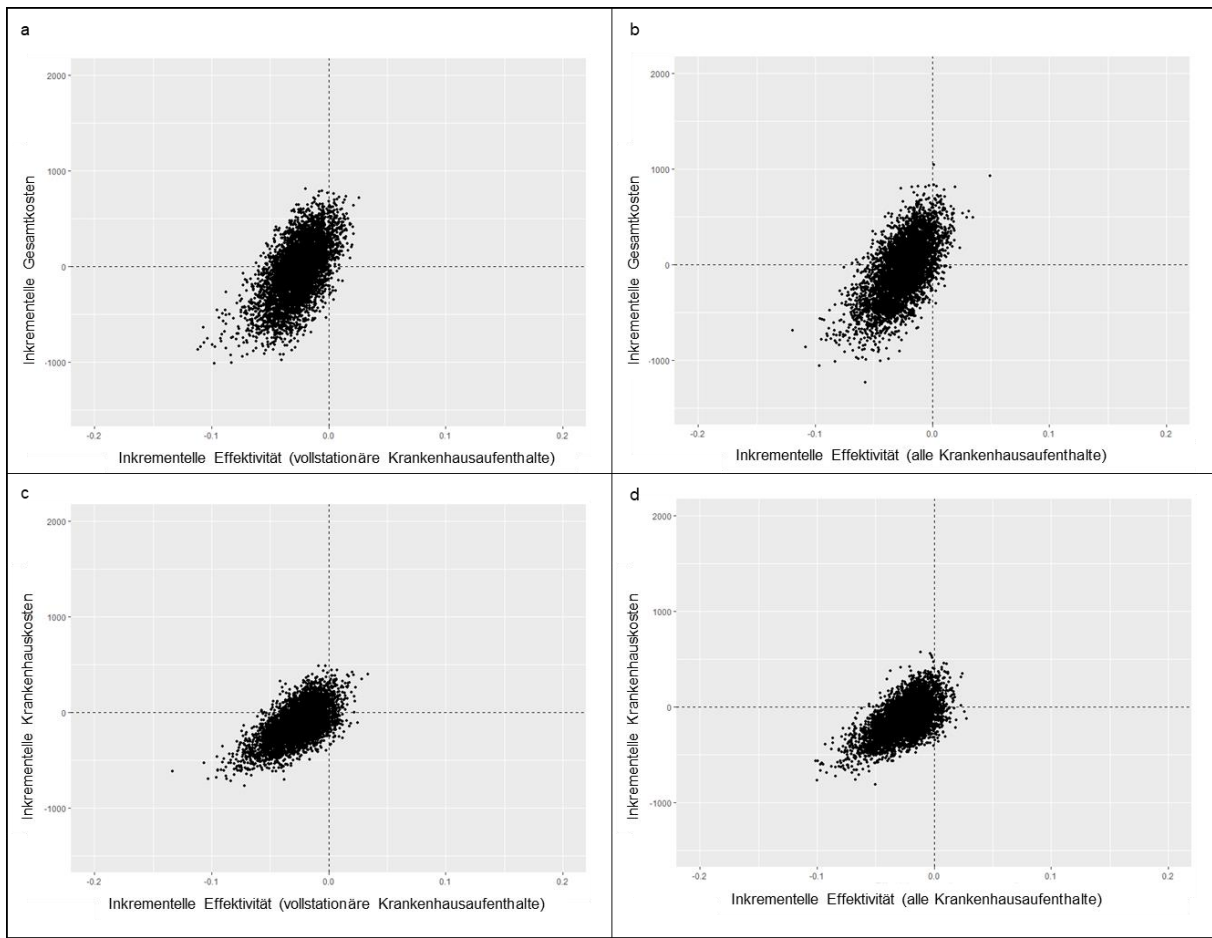 a
Inkrementelle Gesamtkosten
2000
1000
0
-1000
-0.2 -0.1 0.0 0.1 0.2
Inkrementelle Effektivität (vollstationäre Krankenhausaufenthalte)
b
Inkrementelle Gesamtkosten
2000
1000
0
-1000
-0.2 -0.1 0.0 0.1 0.2
Inkrementelle Effektivität (alle Krankenhausaufenthalte)
c
Inkrementelle Krankenhauskosten
2000
1000
0
-1000
-0.2 -0.1 0.0 0.1 0.2
Inkrementelle Effektivität (vollstationäre Krankenhausaufenthalte)
d
Inkrementelle Krankenhauskosten
2000
1000
0
-1000
-0.2 -0.1 0.0 0.1 0.2
Inkrementelle Effektivität (alle Krankenhausaufenthalte)